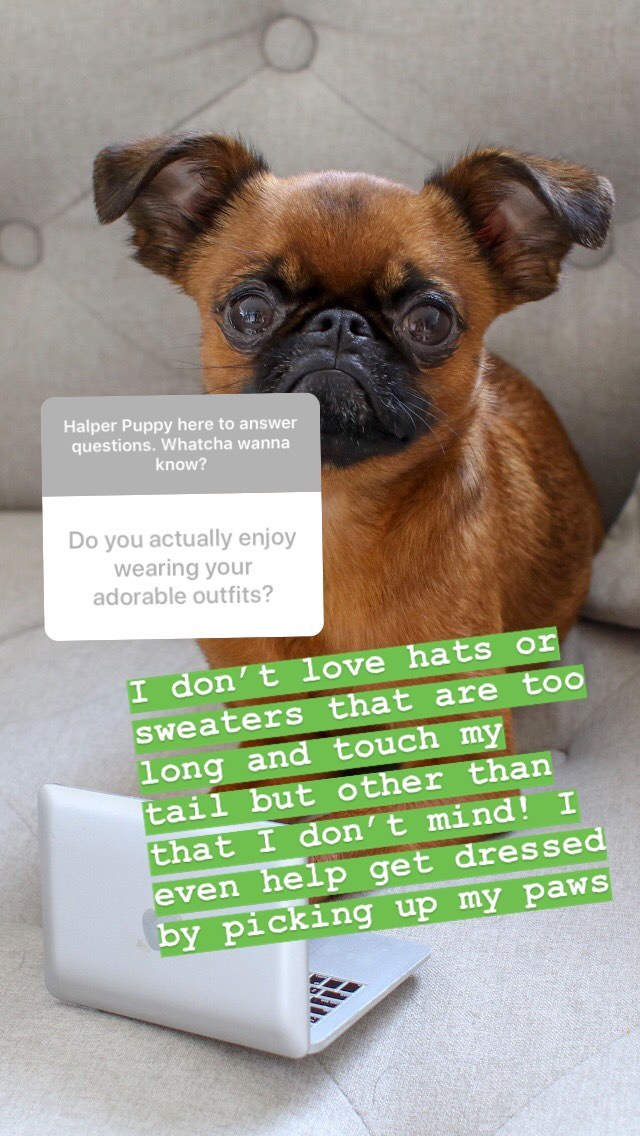 Halper Puppy here to answer
questions. Whatcha wanna
know?
Do you actually enjoy
wearing your
adorable outfits?
I don't love hats or
sweaters that are too
long and touch my
tail but other than
that I don't mind! I
even help get dressed
by picking up my paws